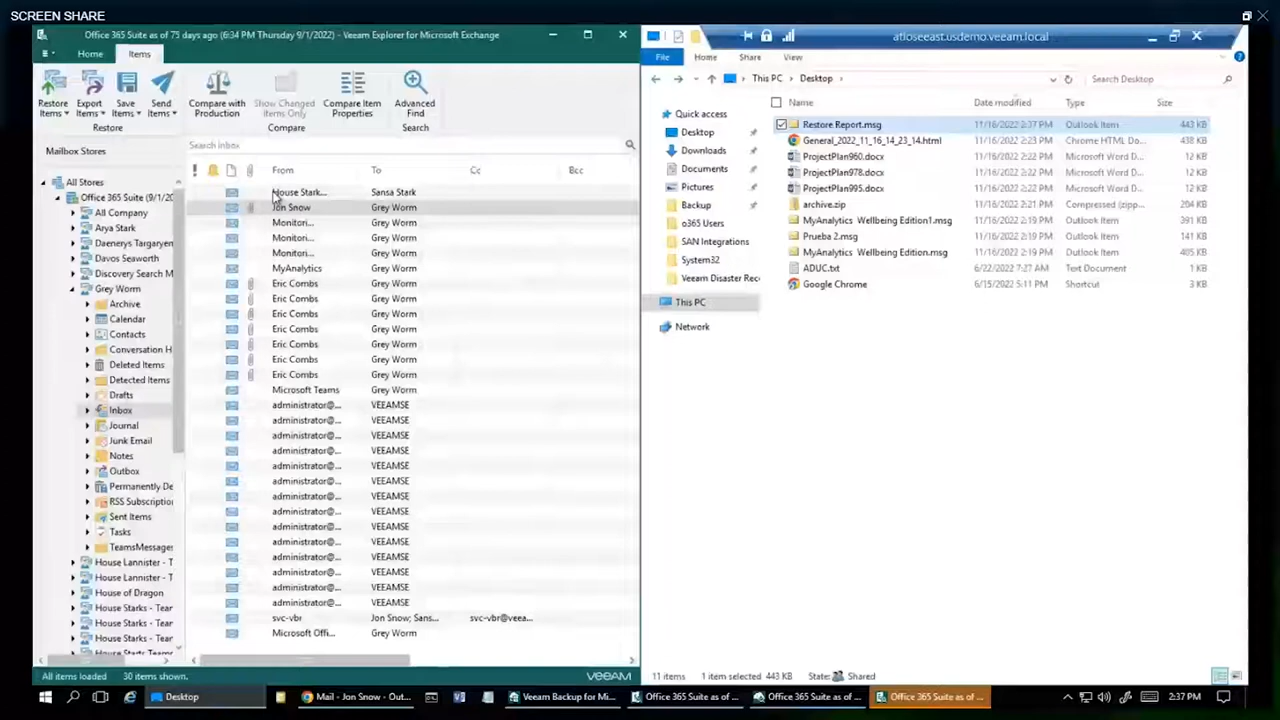 SCREEN SHARE
Office 365 Suite as of 75 days ago (6:34 PM Thursday 9/1/2022) - Veeam Explorer for Microsoft Exchange
Home Items
Restore Items Export Items Save Items Send Items Compare with Production Show Changed Items Only Compare Item Properties Advanced Find
Restore Compare Search
Mailbox Stores
All Stores
Office 365 Suite (9/1/20
All Company
Arya Stark
Daenerys Targaryen
Davos Seaworth
Discovery Search M
Grey Worm
Archive
Calendar
Contacts
Conversation H
Deleted Items
Detected Items
Drafts
Inbox
Journal
Junk Email
Notes
Outbox
Permanently De
RSS Subscription
Sent Items
Tasks
TeamsMessages
House Lannister - T
House Lannister - T
House of Dragon
House Starks - Team
House Starks - Team
House Starks - Team
House Starks Teams
Search inbox
From To Cc Bcc
House Stark... Sansa Stark
Jon Snow Grey Worm
Monitori... Grey Worm
Monitori... Grey Worm
Monitori... Grey Worm
MyAnalytics Grey Worm
Eric Combs Grey Worm
Eric Combs Grey Worm
Eric Combs Grey Worm
Eric Combs Grey Worm
Eric Combs Grey Worm
Eric Combs Grey Worm
Eric Combs Grey Worm
Microsoft Teams Grey Worm
administrator@... VEEAMSE
administrator@... VEEAMSE
administrator@... VEEAMSE
administrator@... VEEAMSE
administrator@... VEEAMSE
administrator@... VEEAMSE
administrator@... VEEAMSE
administrator@... VEEAMSE
administrator@... VEEAMSE
administrator@... VEEAMSE
administrator@... VEEAMSE
administrator@... VEEAMSE
administrator@... VEEAMSE
administrator@... VEEAMSE
svc-vbr Jon Snow; Sans... svc-vbr@veea...
Microsoft Offi... Grey Worm
All items loaded 30 items shown. VEEAM
atloseeast.usdemo.veeam.local
File Home Share View
This PC Desktop Search Desktop
Quick access
Desktop
Downloads
Documents
Pictures
Backup
o365 Users
SAN Integrations
System32
Veeam Disaster Rec
This PC
Network
Name Date modified Type Size
Restore Report.msg 11/16/2022 2:37 PM Outlook Item 443 KB
General_2022_11_16_14_23_14.html 11/16/2022 2:23 PM Chrome HTML Do... 438 KB
ProjectPlan960.docx 11/16/2022 2:22 PM Microsoft Word D... 12 KB
ProjectPlan978.docx 11/16/2022 2:22 PM Microsoft Word D... 12 KB
ProjectPlan995.docx 11/16/2022 2:22 PM Microsoft Word D... 12 KB
archive.zip 11/16/2022 2:22 PM Compressed (zipp... 204 KB
MyAnalytics Wellbeing Edition1.msg 11/16/2022 2:19 PM Outlook Item 391 KB
Prueba 2.msg 11/16/2022 2:19 PM Outlook Item 141 KB
MyAnalytics Wellbeing Edition.msg 11/16/2022 2:19 PM Outlook Item 405 KB
ADUC.txt 6/22/2022 7:27 AM Text Document 1 KB
Google Chrome 6/15/2022 5:11 PM Shortcut 3 KB
11 items 1 item selected 443 KB State: Shared
Desktop Mail - Jon Snow - Out... Veeam Backup for Mi... Office 365 Suite as of ... Office 365 Suite as of ... Office 365 Suite as of ... 2:37 PM